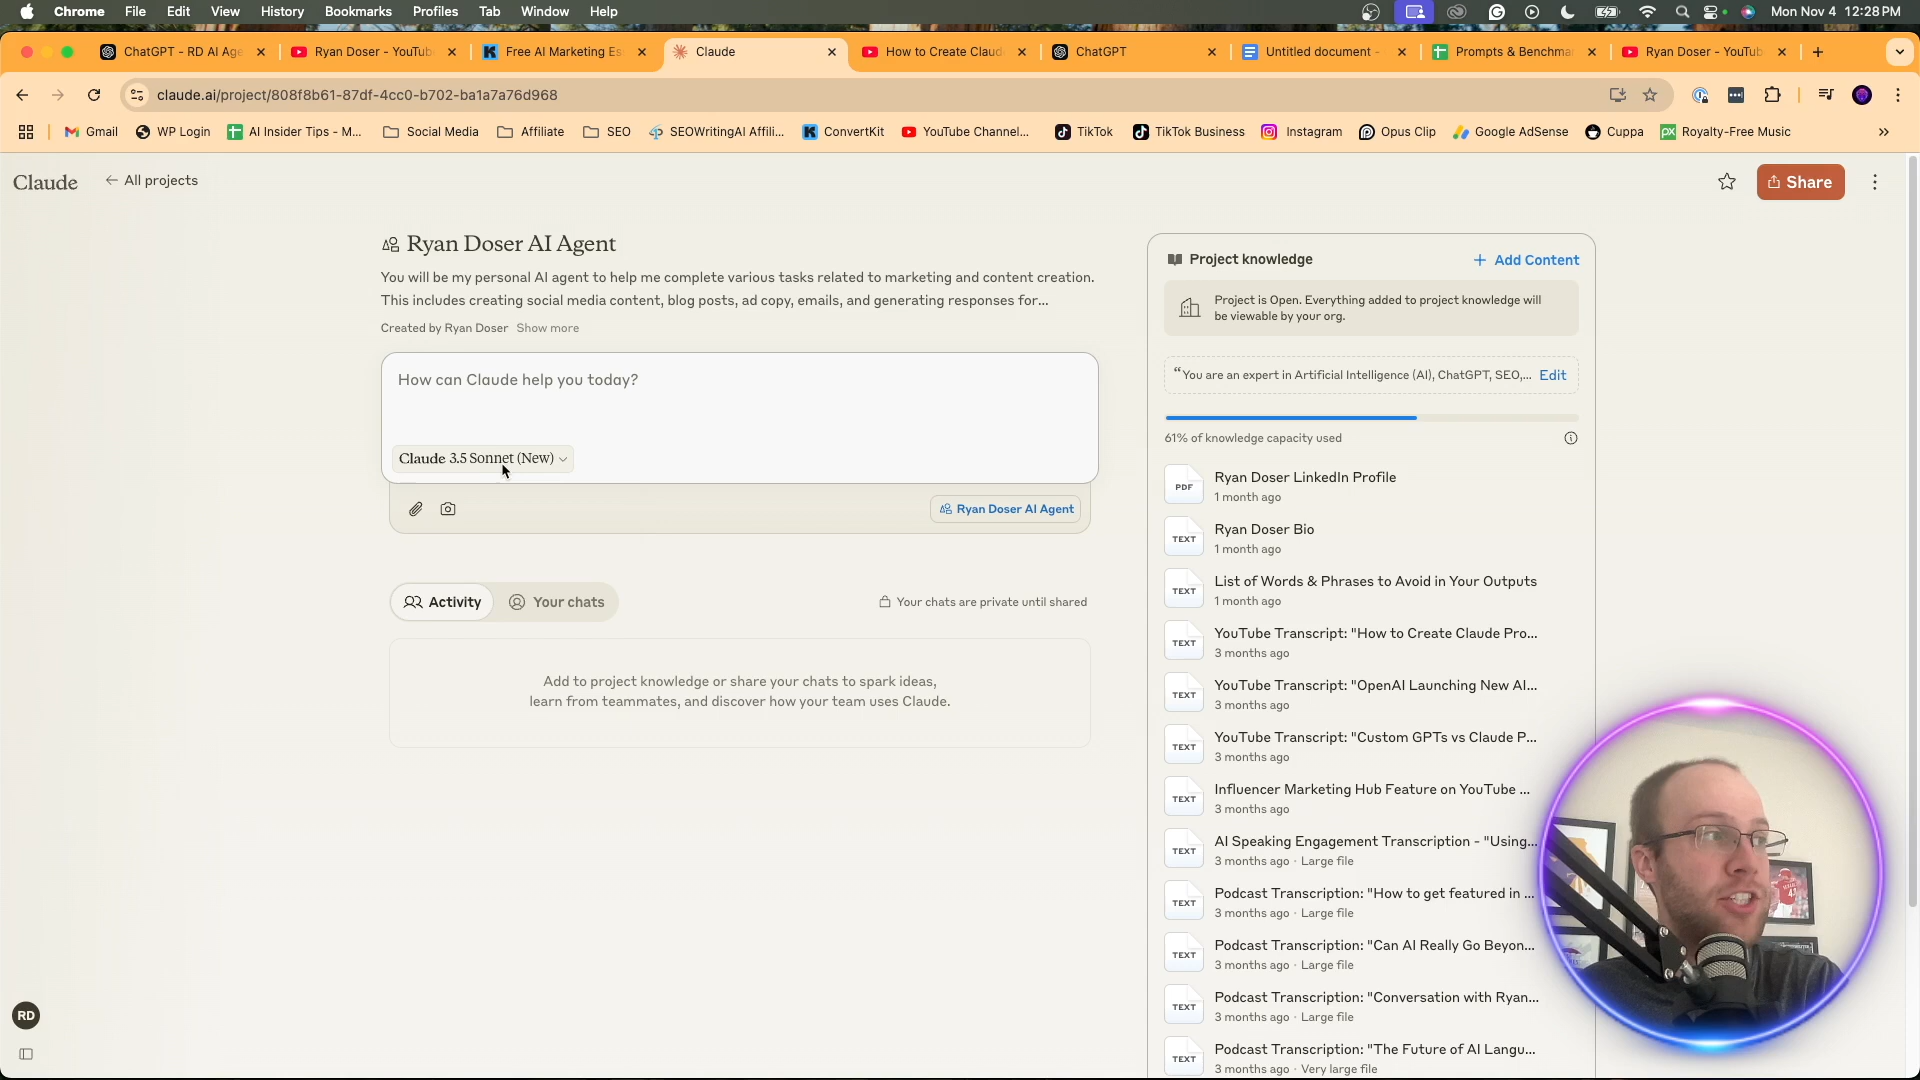 Chrome File Edit View History Bookmarks Profiles Tab Window Help Mon Nov 4 12:28 PM
ChatGPT - RD AI Age Ryan Doser - YouTub Free AI Marketing Es Claude How to Create Claud ChatGPT Untitled document - Prompts & Benchmar Ryan Doser - YouTub
claude.ai/project/808f8b61-87df-4cc0-b702-ba1a7a76d968
Gmail WP Login AI Insider Tips - M... Social Media Affiliate SEO SEOWritingAI Affili... ConvertKit YouTube Channel... TikTok TikTok Business Instagram Opus Clip Google AdSense Cuppa Royalty-Free Music
Claude
← All projects
Share
Ryan Doser AI Agent
You will be my personal AI agent to help me complete various tasks related to marketing and content creation.
This includes creating social media content, blog posts, ad copy, emails, and generating responses for...
Created by Ryan Doser Show more
How can Claude help you today?
Claude 3.5 Sonnet (New)
Ryan Doser AI Agent
Activity
Your chats
Your chats are private until shared
Add to project knowledge or share your chats to spark ideas,
learn from teammates, and discover how your team uses Claude.
RD
Project knowledge
+ Add Content
Project is Open. Everything added to project knowledge will
be viewable by your org.
“You are an expert in Artificial Intelligence (AI), ChatGPT, SEO,... Edit
61% of knowledge capacity used
PDF
Ryan Doser LinkedIn Profile
1 month ago
TEXT
Ryan Doser Bio
1 month ago
TEXT
List of Words & Phrases to Avoid in Your Outputs
1 month ago
TEXT
YouTube Transcript: "How to Create Claude Pro...
3 months ago
TEXT
YouTube Transcript: "OpenAI Launching New AI...
3 months ago
TEXT
YouTube Transcript: "Custom GPTs vs Claude P...
3 months ago
TEXT
Influencer Marketing Hub Feature on YouTube ...
3 months ago
TEXT
AI Speaking Engagement Transcription - "Using...
3 months ago · Large file
TEXT
Podcast Transcription: "How to get featured in ...
3 months ago · Large file
TEXT
Podcast Transcription: "Can AI Really Go Beyon...
3 months ago · Large file
TEXT
Podcast Transcription: "Conversation with Ryan...
3 months ago · Large file
TEXT
Podcast Transcription: "The Future of AI Langu...
3 months ago · Very large file